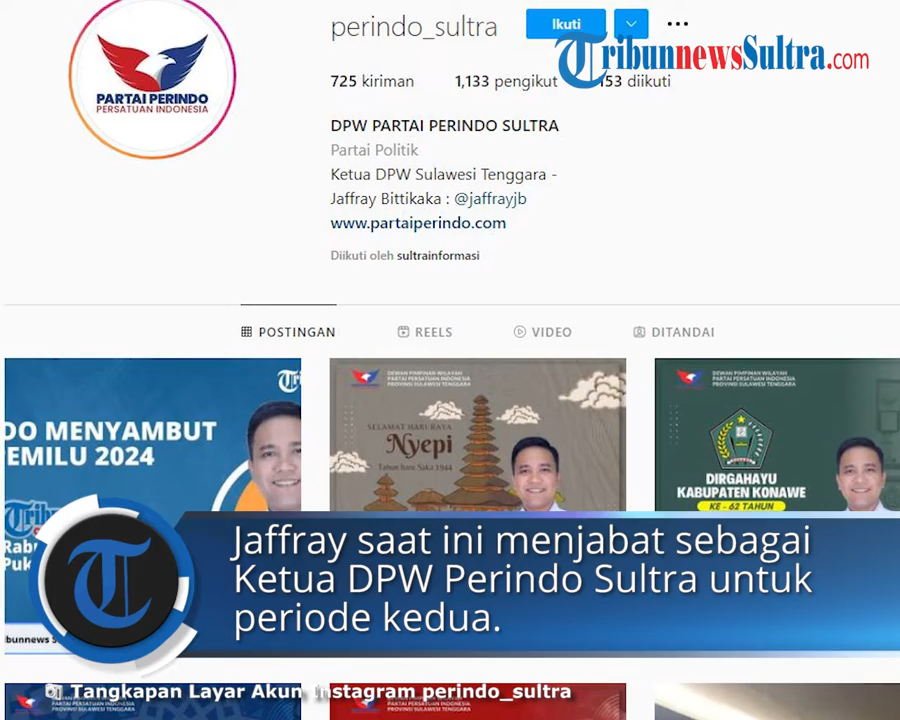 perindo_sultra
Ikuti
TribunnewsSultra.com
725 kiriman 1,133 pengikut 153 diikuti
PARTAI PERINDO
PERSATUAN INDONESIA
DPW PARTAI PERINDO SULTRA
Partai Politik
Ketua DPW Sulawesi Tenggara -
Jaffray Bittikaka : @jaffrayjb
www.partaiperindo.com
Diikuti oleh sultrainformasi
POSTINGAN REELS VIDEO DITANDAI
DO MENYAMBUT
EMILU 2024
DEWAN PIMPINAN WILAYAH
PARTAI PERSATUAN INDONESIA
PROVINSI SULAWESI TENGGARA
SELAMAT HARI RAYA
Nyepi
Tahun baru Saka 1944
DEWAN PIMPINAN WILAYAH
PARTAI PERSATUAN INDONESIA
PROVINSI SULAWESI TENGGARA
DIRGAHAYU
KABUPATEN KONAWE
KE - 62 TAHUN
Jaffray saat ini menjabat sebagai
Ketua DPW Perindo Sultra untuk
periode kedua.
Tangkapan Layar Akun Instagram perindo_sultra